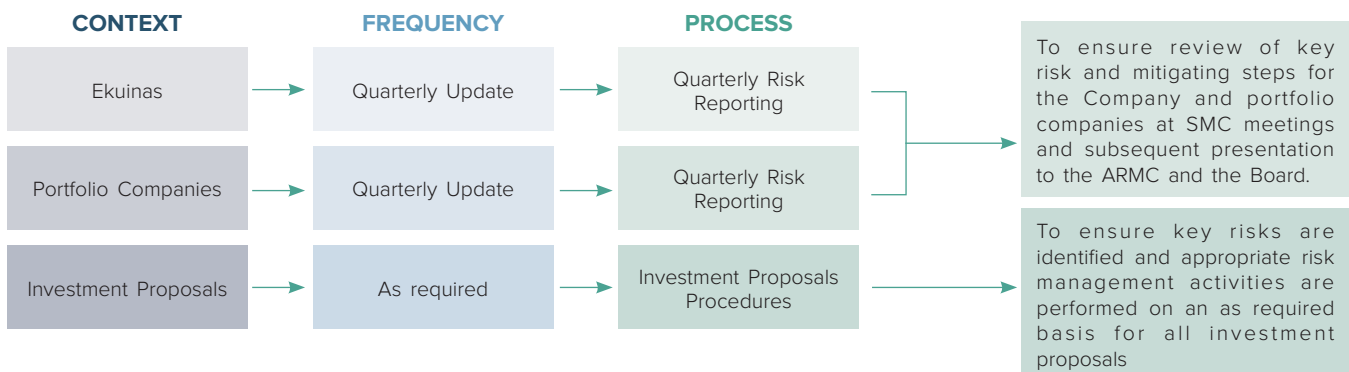 CONTEXT
FREQUENCY
PROCESS
Ekuinas
Quarterly Update
Quarterly Risk
Reporting
Portfolio Companies
Quarterly Update
Quarterly Risk
Reporting
To ensure review of key
risk and mitigating steps for
the Company and portfolio
companies at SMC meetings
and subsequent presentation
to the ARMC and the Board.
Investment Proposals
As required
Investment Proposals
Procedures
To ensure key risks are
identified and appropriate risk
management activities are
performed on an as required
basis for all investment
proposals